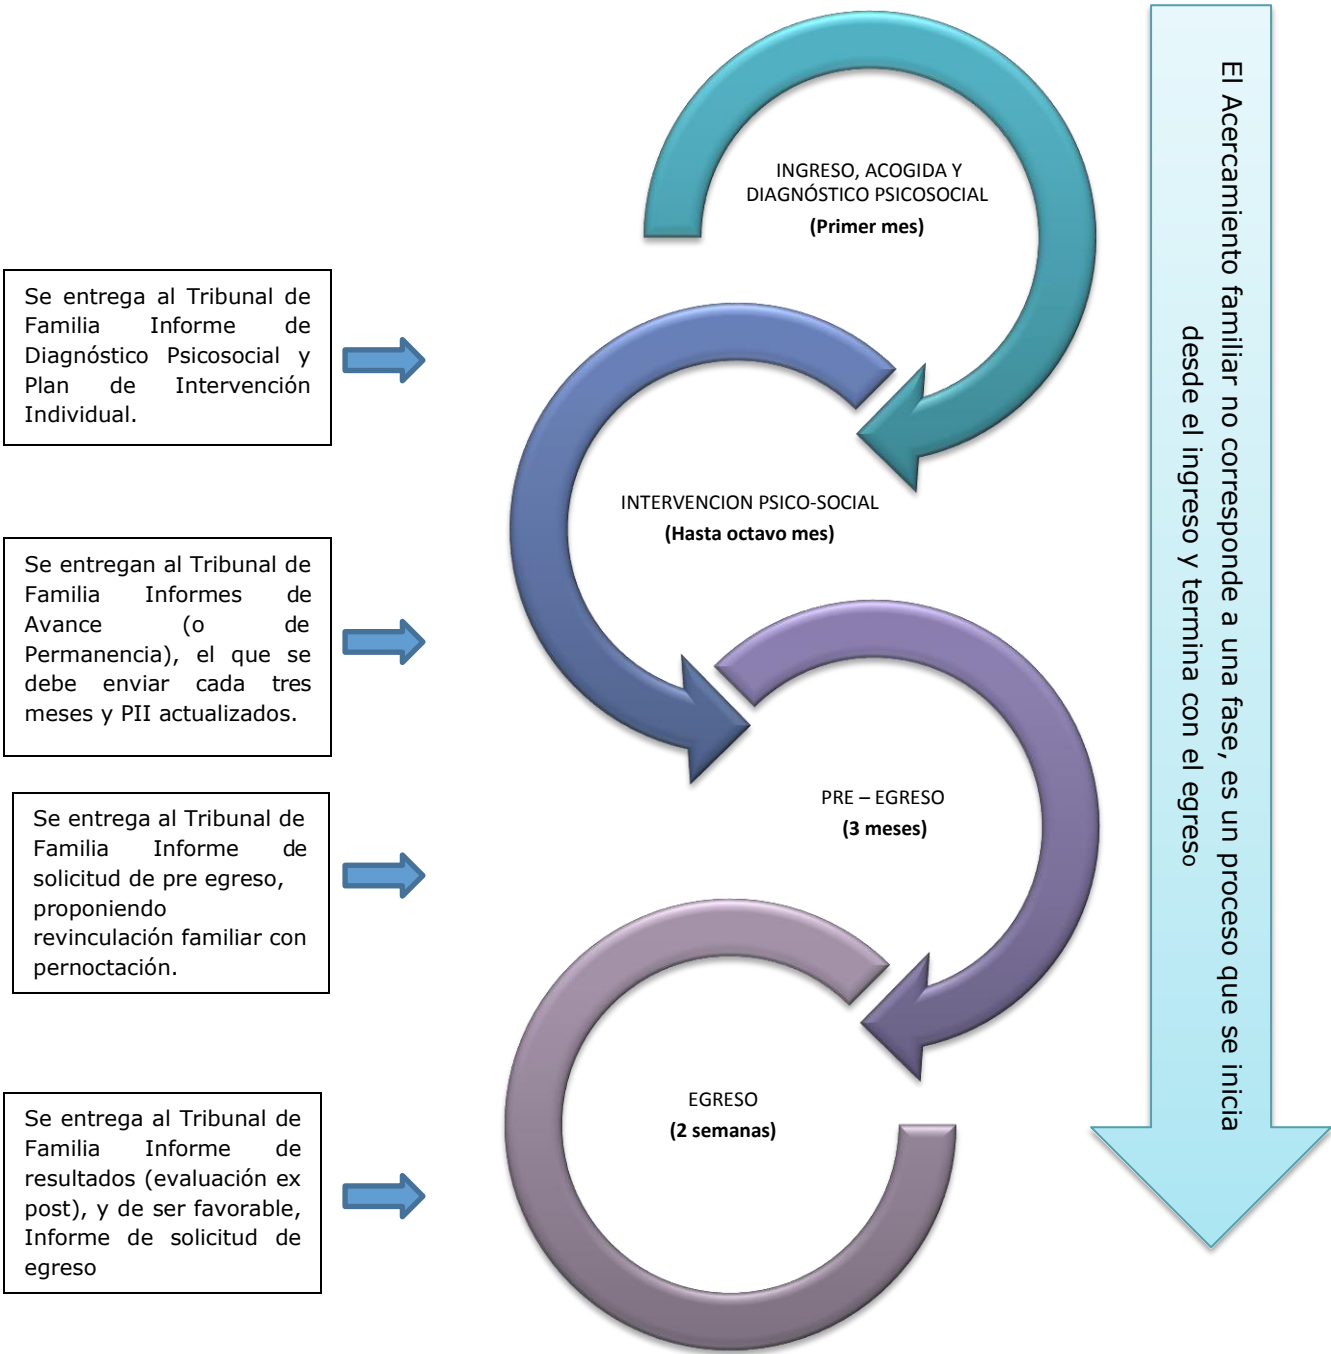 INGRESO, ACOGIDA Y
DIAGNÓSTICO PSICOSOCIAL
(Primer mes)
Se entrega al Tribunal de
Familia Informe de
Diagnóstico Psicosocial y
Plan de Intervención
Individual.
INTERVENCION PSICO-SOCIAL
(Hasta octavo mes)
Se entregan al Tribunal de
Familia Informes de
Avance (o de
Permanencia), el que se
debe enviar cada tres
meses y PII actualizados.
PRE – EGRESO
(3 meses)
Se entrega al Tribunal de
Familia Informe de
solicitud de pre egreso,
proponiendo
revinculación familiar con
pernoctación.
EGRESO
(2 semanas)
Se entrega al Tribunal de
Familia Informe de
resultados (evaluación ex
post), y de ser favorable,
Informe de solicitud de
egreso
El Acercamiento familiar no corresponde a una fase, es un proceso que se inicia
desde el ingreso y termina con el egreso